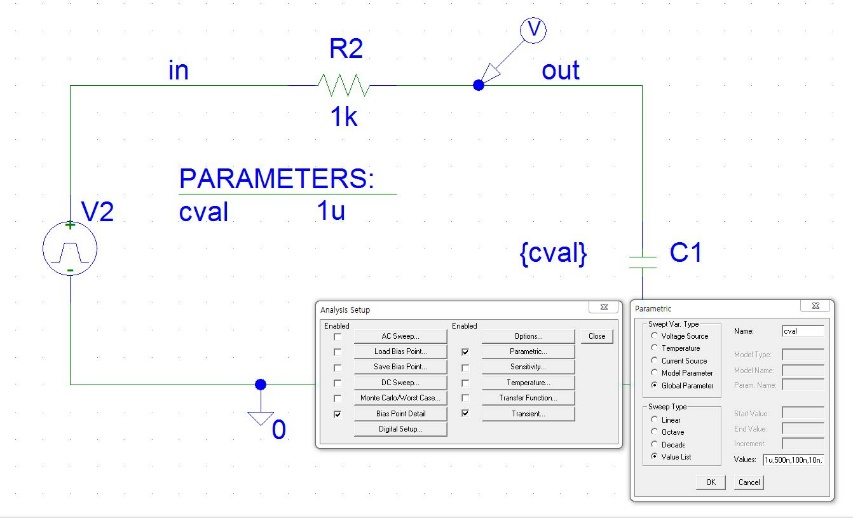 V
R2
in
out
1k
PARAMETERS:
cval 1u
V2
{cval} C1
0
Analysis Setup
Enabled Enabled
AC Sweep... Options... Close
Load Bias Point... Parametric...
Save Bias Point... Sensitivity...
DC Sweep... Temperature...
Monte Carlo/Worst Case... Transfer Function...
Bias Point Detail Transient...
Digital Setup...
Parametric
Swept Var. Type
Voltage Source
Temperature
Current Source
Model Parameter
Global Parameter
Name: cval
Model Type:
Model Name:
Param. Name:
Sweep Type
Linear
Octave
Decade
Value List
Start Value:
End Value:
Increment:
Values: 1u,500n,100n,10n,
OK Cancel